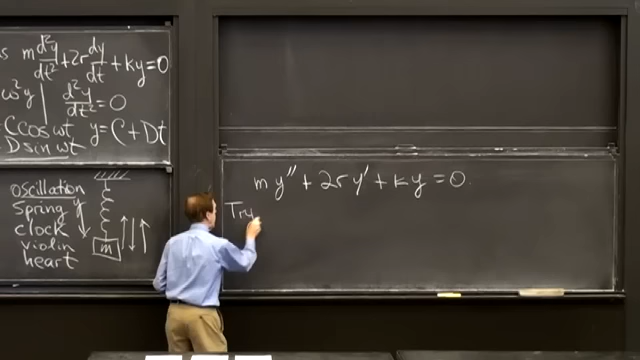 m d²y/dt² + 2r dy/dt + ky = 0
ω²y | d²y/dt² = 0
C cos ωt y = C + Dt
D sin ωt
oscillation
Spring y
clock
violin m
heart
m y'' + 2r y' + k y = 0.
Try